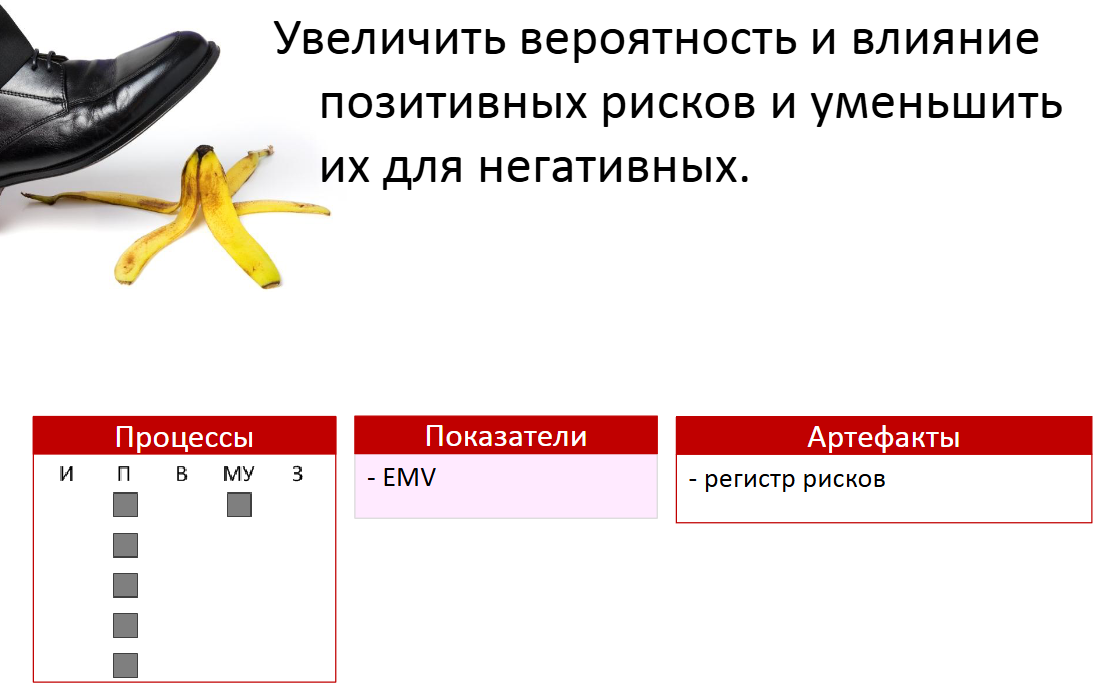 Увеличить вероятность и влияние
позитивных рисков и уменьшить
их для негативных.
Процессы
И П В МУ З
Показатели
- EMV
Артефакты
- регистр рисков